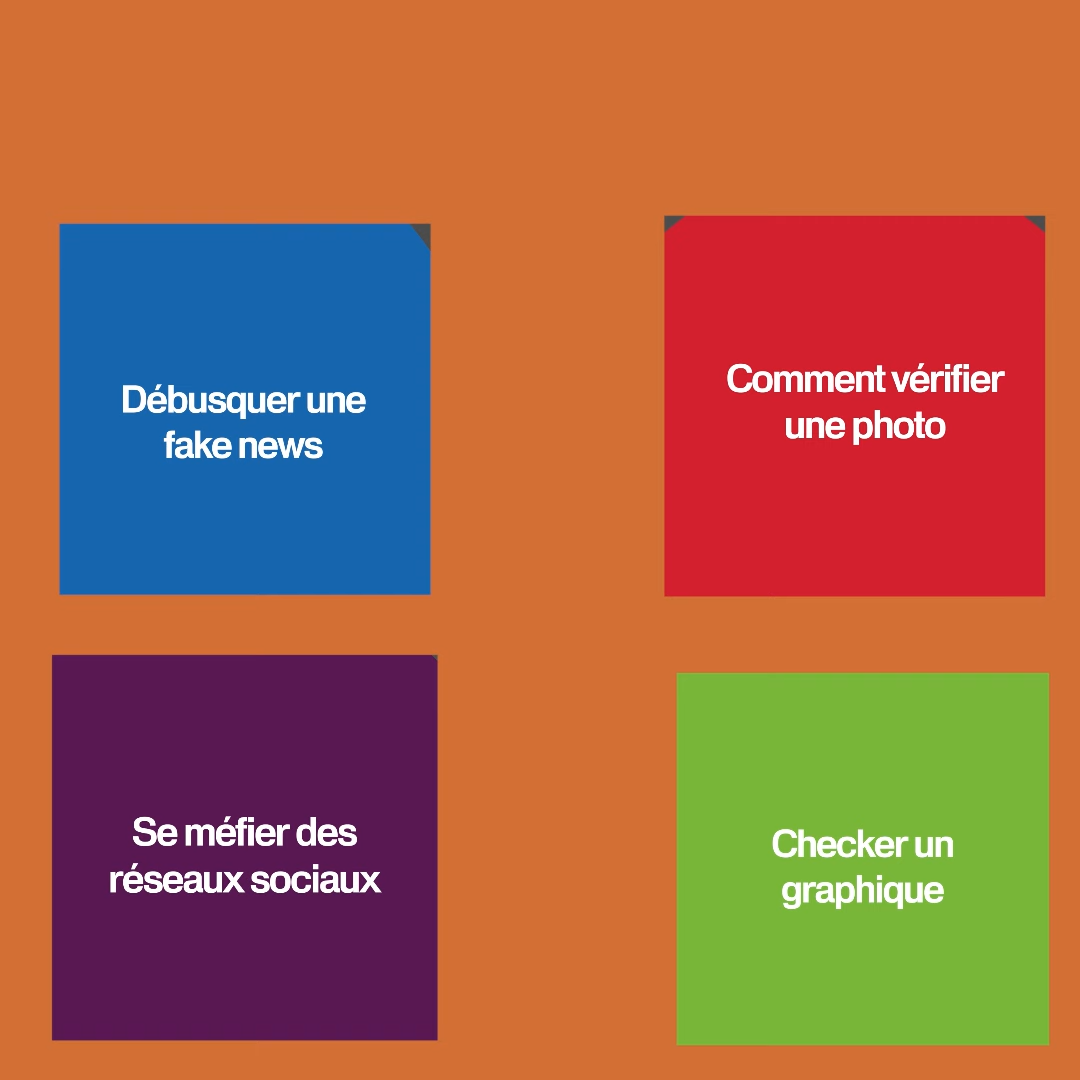 Débusquer une
fake news
Comment vérifier
une photo
Se méfier des
réseaux sociaux
Checker un
graphique